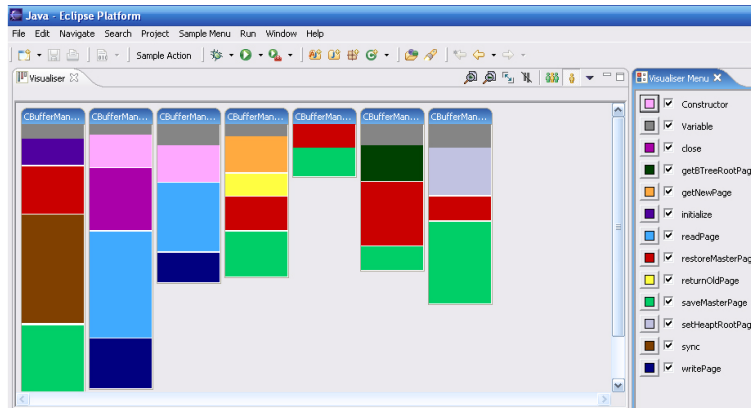 Java - Eclipse Platform
File Edit Navigate Search Project Sample Menu Run Window Help
Sample Action
Visualiser
Visualiser Menu
CBufferMan... CBufferMan... CBufferMan... CBufferMan... CBufferMan... CBufferMan... CBufferMan...
Constructor
Variable
close
getBTreeRootPag
getNewPage
initialize
readPage
restoreMasterPag
returnOldPage
saveMasterPage
setHeaptRootPag
sync
writePage